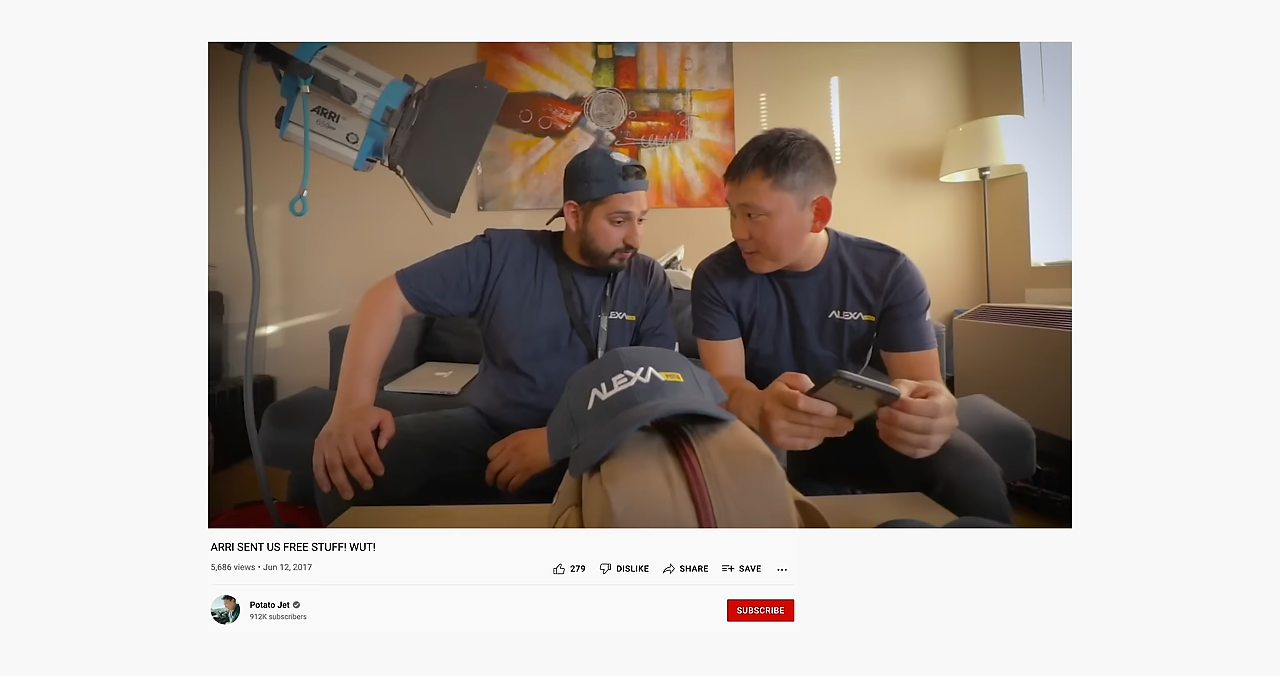 ARRI
650
ALEXA
ALEXA
ALEXA
ARRI SENT US FREE STUFF! WUT!
5,686 views • Jun 12, 2017
279 DISLIKE SHARE SAVE ...
Potato Jet
912K subscribers
SUBSCRIBE